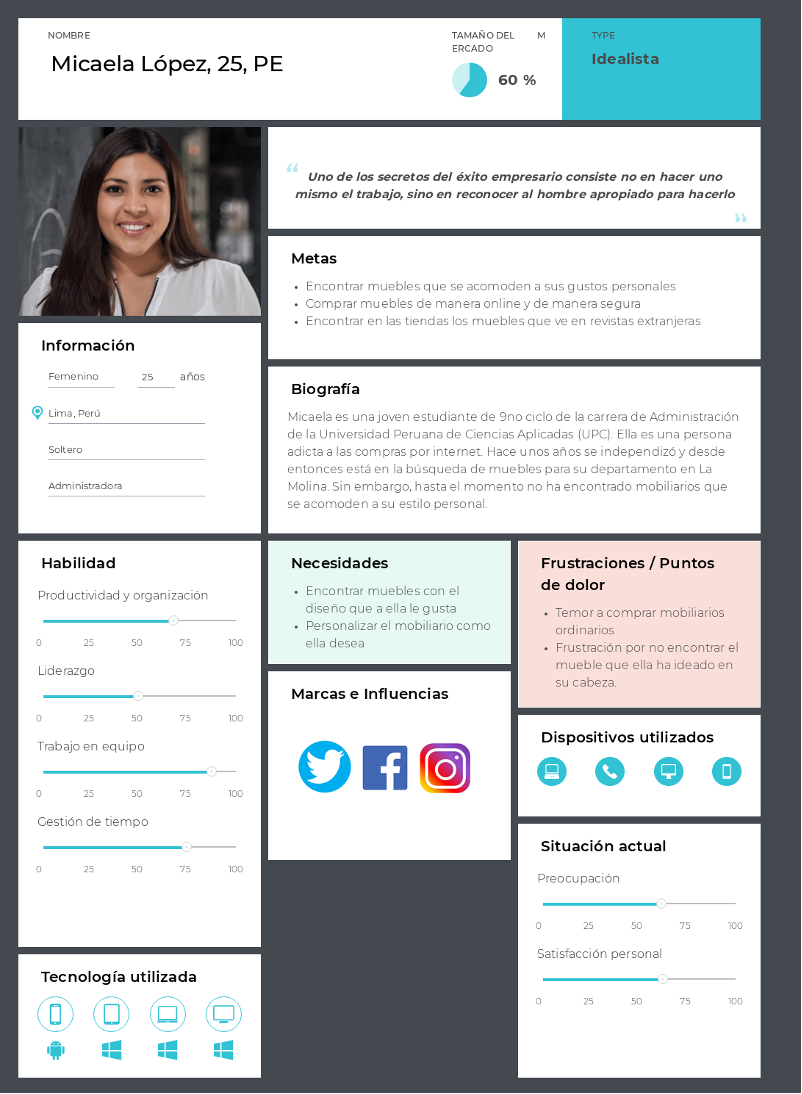 NOMBRE
Micaela López, 25, PE
TAMAÑO DEL M
ERCADO
60 %
TYPE
Idealista
“
Uno de los secretos del éxito empresario consiste no en hacer uno
mismo el trabajo, sino en reconocer al hombre apropiado para hacerlo
”
Metas
• Encontrar muebles que se acomoden a sus gustos personales
• Comprar muebles de manera online y de manera segura
• Encontrar en las tiendas los muebles que ve en revistas extranjeras
Información
Femenino 25 años
Lima, Perú
Soltero
Administradora
Biografía
Micaela es una joven estudiante de 9no ciclo de la carrera de Administración
de la Universidad Peruana de Ciencias Aplicadas (UPC). Ella es una persona
adicta a las compras por internet. Hace unos años se independizó y desde
entonces está en la búsqueda de muebles para su departamento en La
Molina. Sin embargo, hasta el momento no ha encontrado mobiliarios que
se acomoden a su estilo personal.
Habilidad
Productividad y organización
0 25 50 75 100
Liderazgo
0 25 50 75 100
Trabajo en equipo
0 25 50 75 100
Gestión de tiempo
0 25 50 75 100
Necesidades
• Encontrar muebles con el
diseño que a ella le gusta
• Personalizar el mobiliario como
ella desea
Frustraciones / Puntos
de dolor
• Temor a comprar mobiliarios
ordinarios
• Frustración por no encontrar el
mueble que ella ha ideado en
su cabeza.
Marcas e Influencias
Dispositivos utilizados
Situación actual
Preocupación
0 25 50 75 100
Satisfacción personal
0 25 50 75 100
Tecnología utilizada